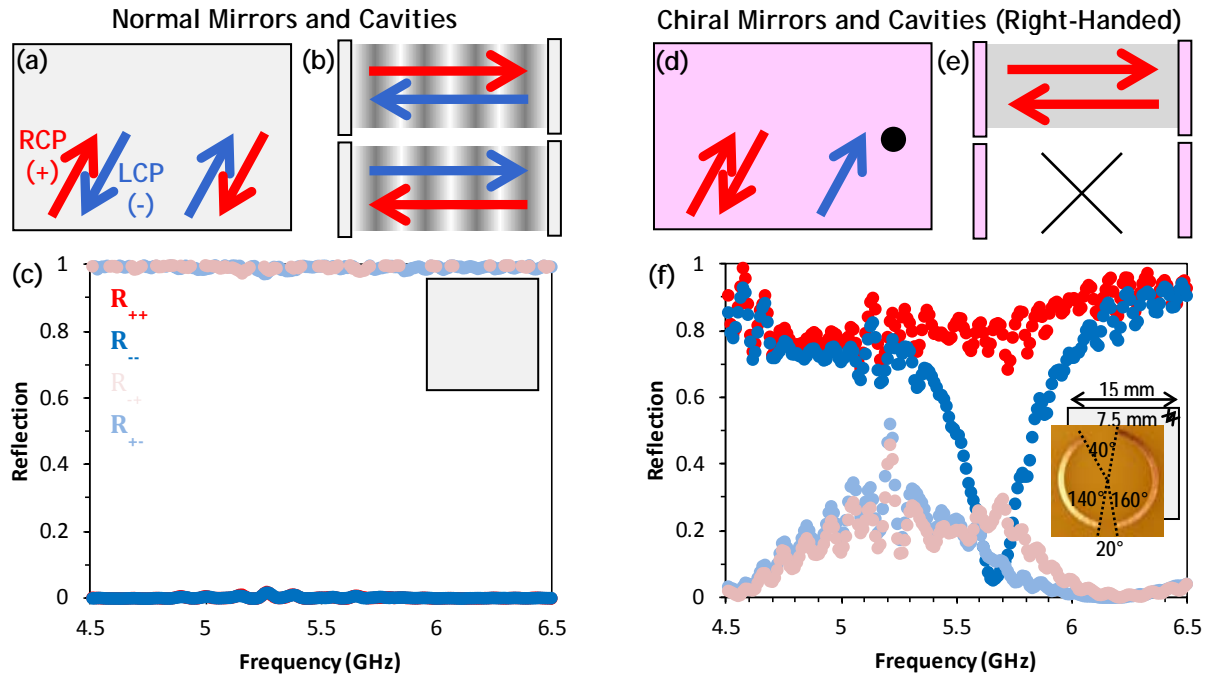 Normal Mirrors and Cavities
Chiral Mirrors and Cavities (Right-Handed)
(a)
RCP
(+)
LCP
(-)
(b)
(d)
(e)
(c)
1
0.8
0.6
0.4
0.2
0
Reflection
R++
R--
R-+
R+-
4.5
5
5.5
6
6.5
Frequency (GHz)
(f)
1
0.8
0.6
0.4
0.2
0
Reflection
15 mm
7.5 mm
40°
140°
160°
20°
4.5
5
5.5
6
6.5
Frequency (GHz)